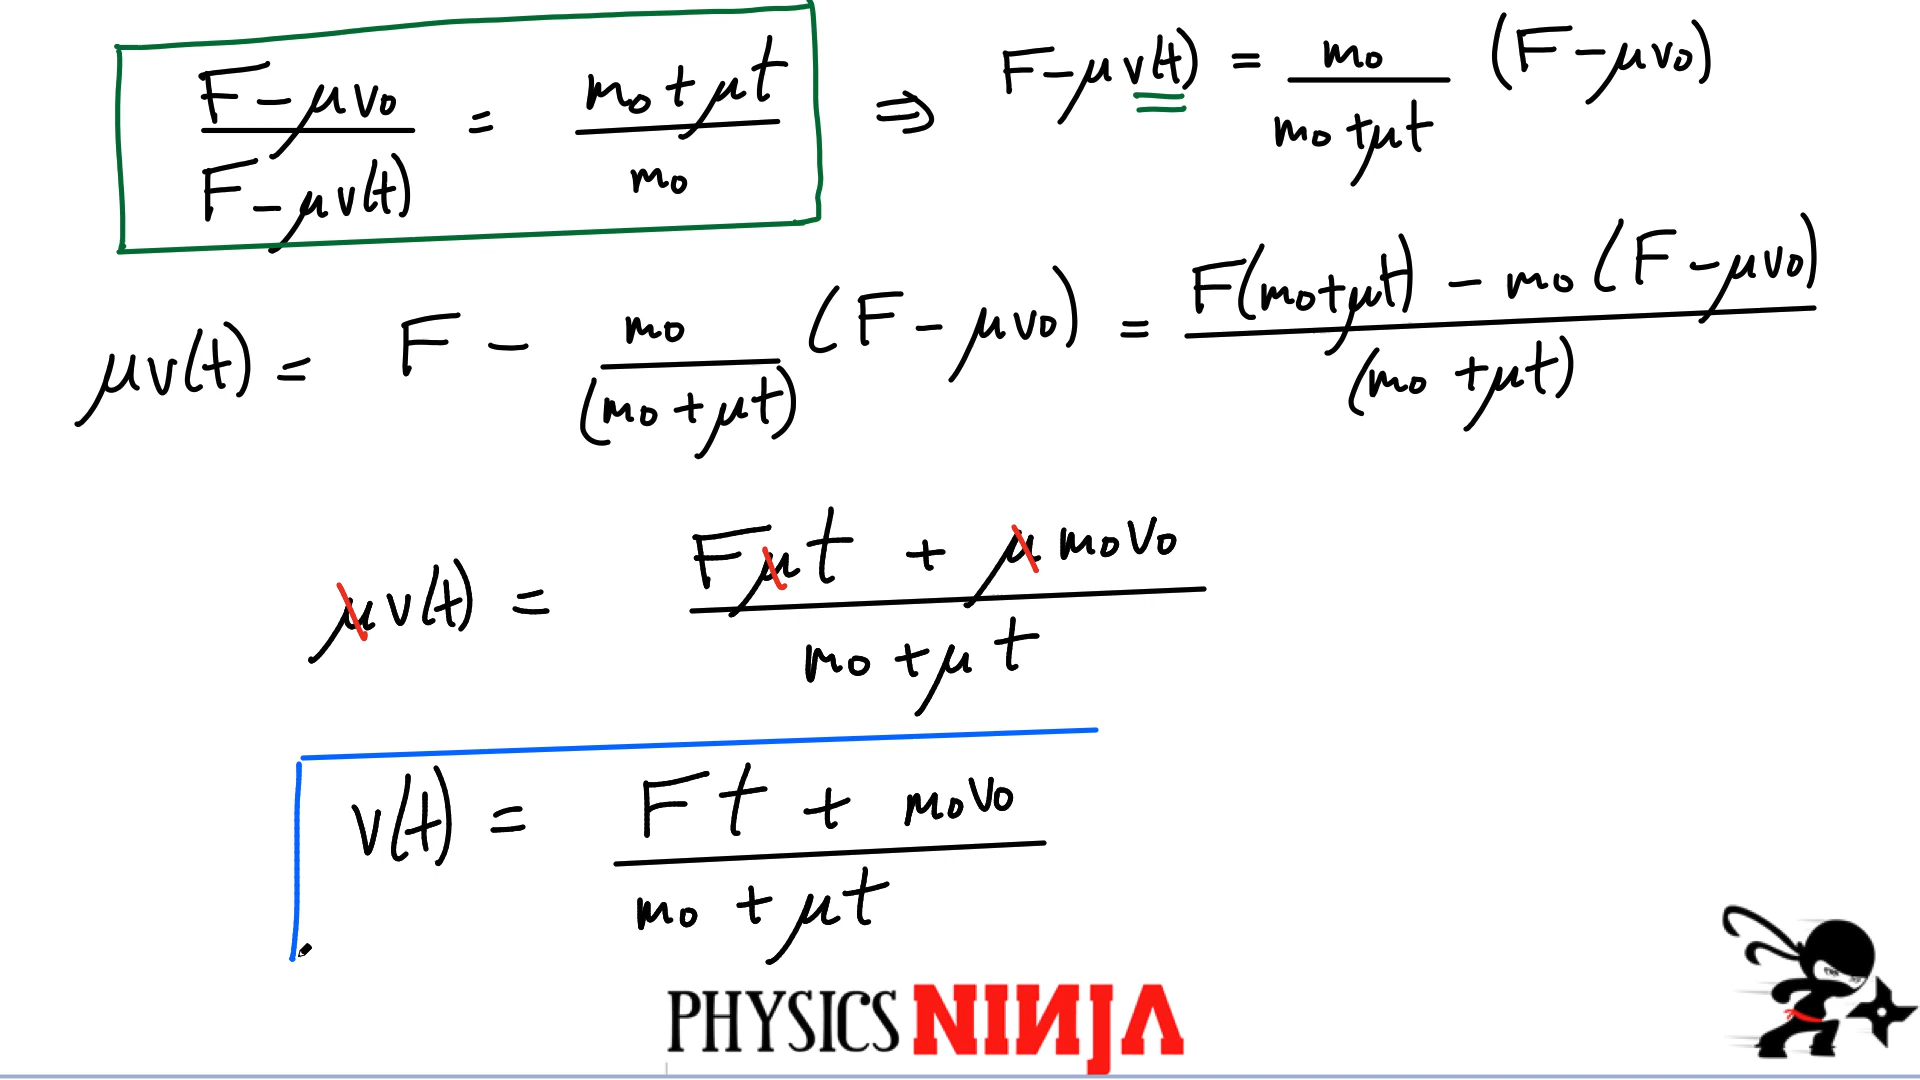 (F - μv₀)/(F - μv(t)) = (m₀ + μt)/m₀ ⇒ F - μv(t) = m₀/(m₀ + μt) (F - μv₀)
μv(t) = F - m₀/(m₀ + μt) (F - μv₀) = (F(m₀ + μt) - m₀(F - μv₀))/(m₀ + μt)
μv(t) = (Fμt + μm₀v₀)/(m₀ + μt)
v(t) = (Ft + m₀v₀)/(m₀ + μt)
PHYSICS NINJA